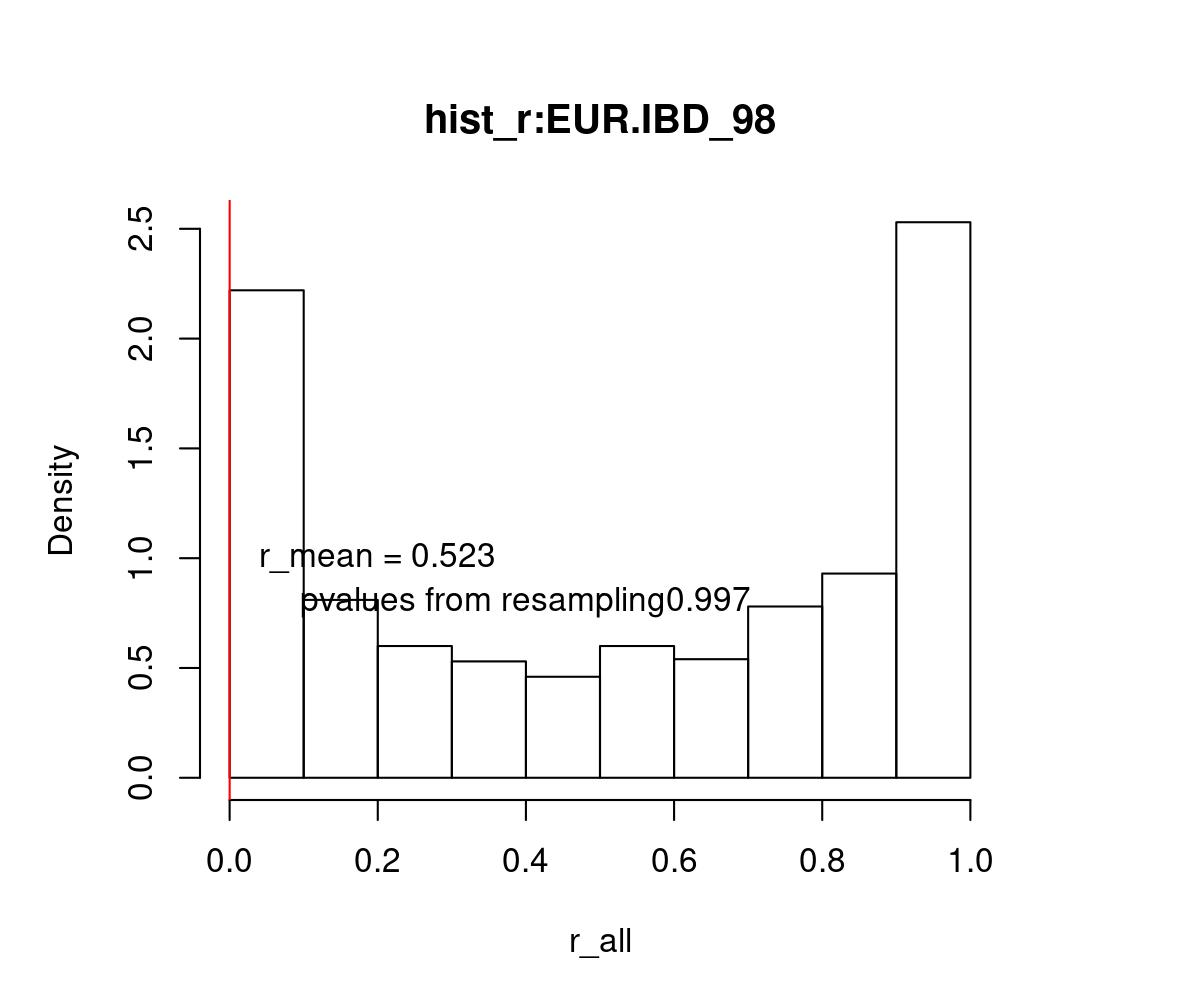 hist_r:EUR.IBD_98
2.5
2.0
1.5
1.0
0.5
0.0
Density
r_mean = 0.523
pvalues from resampling0.997
0.0 0.2 0.4 0.6 0.8 1.0
r_all